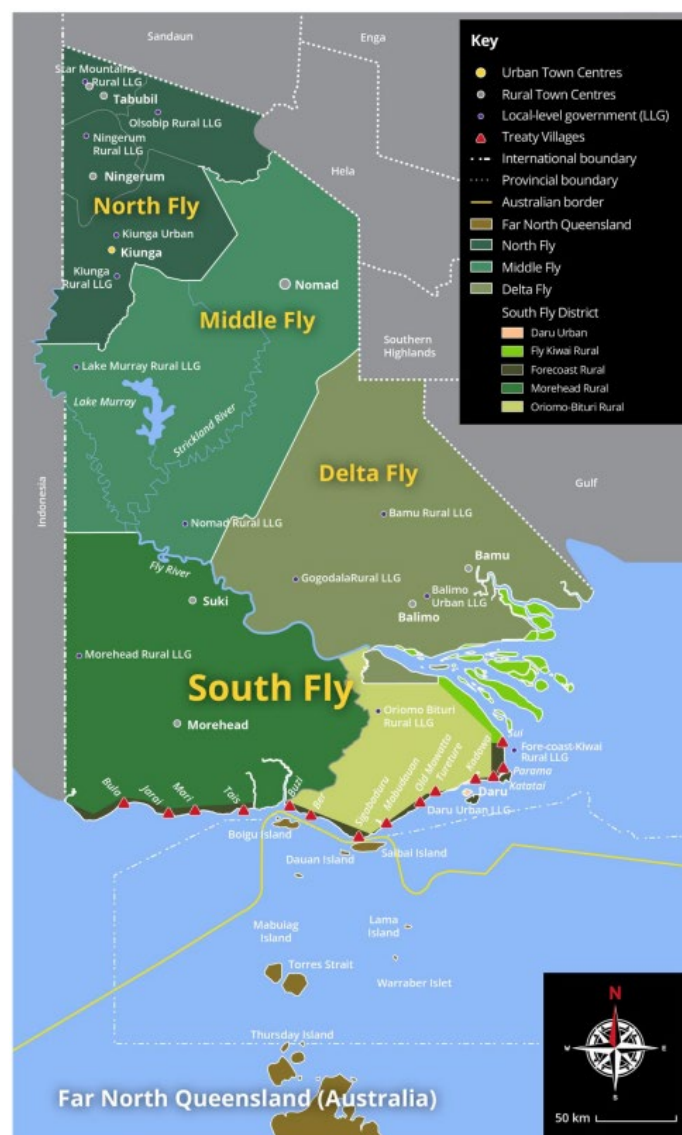 Sandaun
Enga
Star Mountains
Rural LLG
Tabubil
Olsobip Rural LLG
Ningerum
Rural LLG
Hela
Ningerum
North Fly
Kiunga Urban
Kiunga
Kiunga
Rural LLG
Nomad
Middle Fly
Southern
Highlands
Lake Murray Rural LLG
Lake Murray
Strickland River
Delta Fly
Gulf
Indonesia
Bamu Rural LLG
Nomad Rural LLG
Fly River
Bamu
GogodalaRural LLG
Balimo
Urban LLG
Balimo
Suki
Morehead Rural LLG
South Fly
Oriomo Bituri
Rural LLG
Morehead
Sui
Fore-coast-Kiwai
Rural LLG
Bula
Jarai
Mari
Tais
Buzi
Ber
Sigabaduru
Mabudauan
Old Mawatta
Tureture
Kadawa
Parama
Katatai
Daru
Daru Urban LLG
Boigu Island
Dauan Island
Saibai Island
Mabuiag
Island
Lama
Island
Torres Strait
Warraber Islet
Thursday Island
Far North Queensland (Australia)
Key
Urban Town Centres
Rural Town Centres
Local-level government (LLG)
Treaty Villages
International boundary
Provincial boundary
Australian border
Far North Queensland
North Fly
Middle Fly
Delta Fly
South Fly District
Daru Urban
Fly Kiwai Rural
Forecoast Rural
Morehead Rural
Oriomo-Bituri Rural
N
W
E
S
50 km